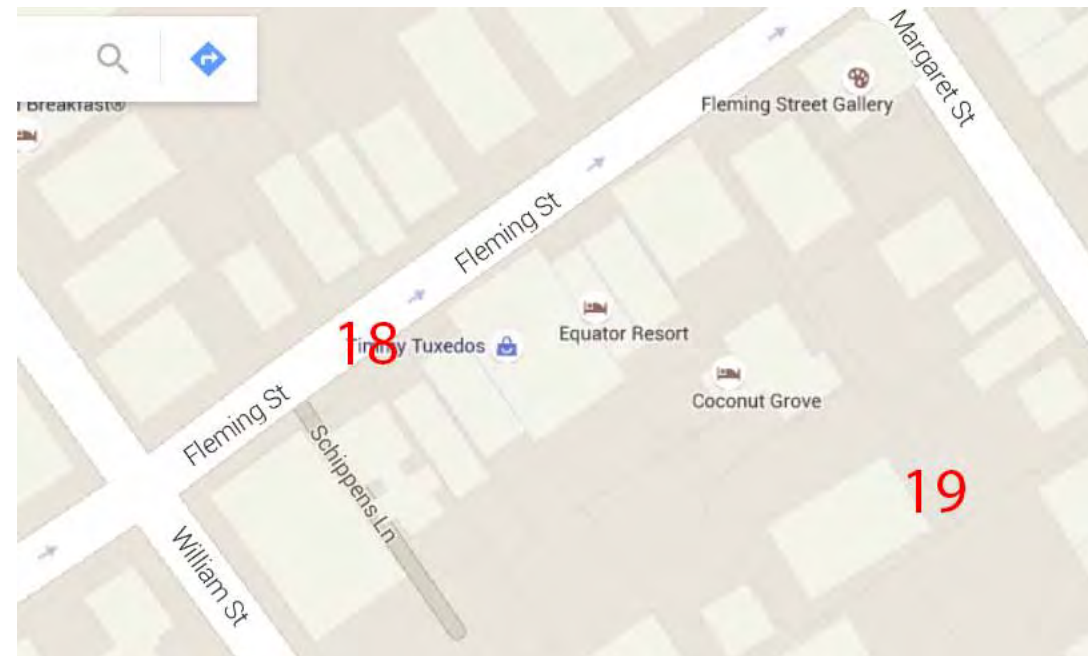 Margaret St
Breakfast®
Fleming Street Gallery
Fleming St
Equator Resort
18
Timmy Tuxedos
Coconut Grove
Fleming St
Schippens Ln
19
William St